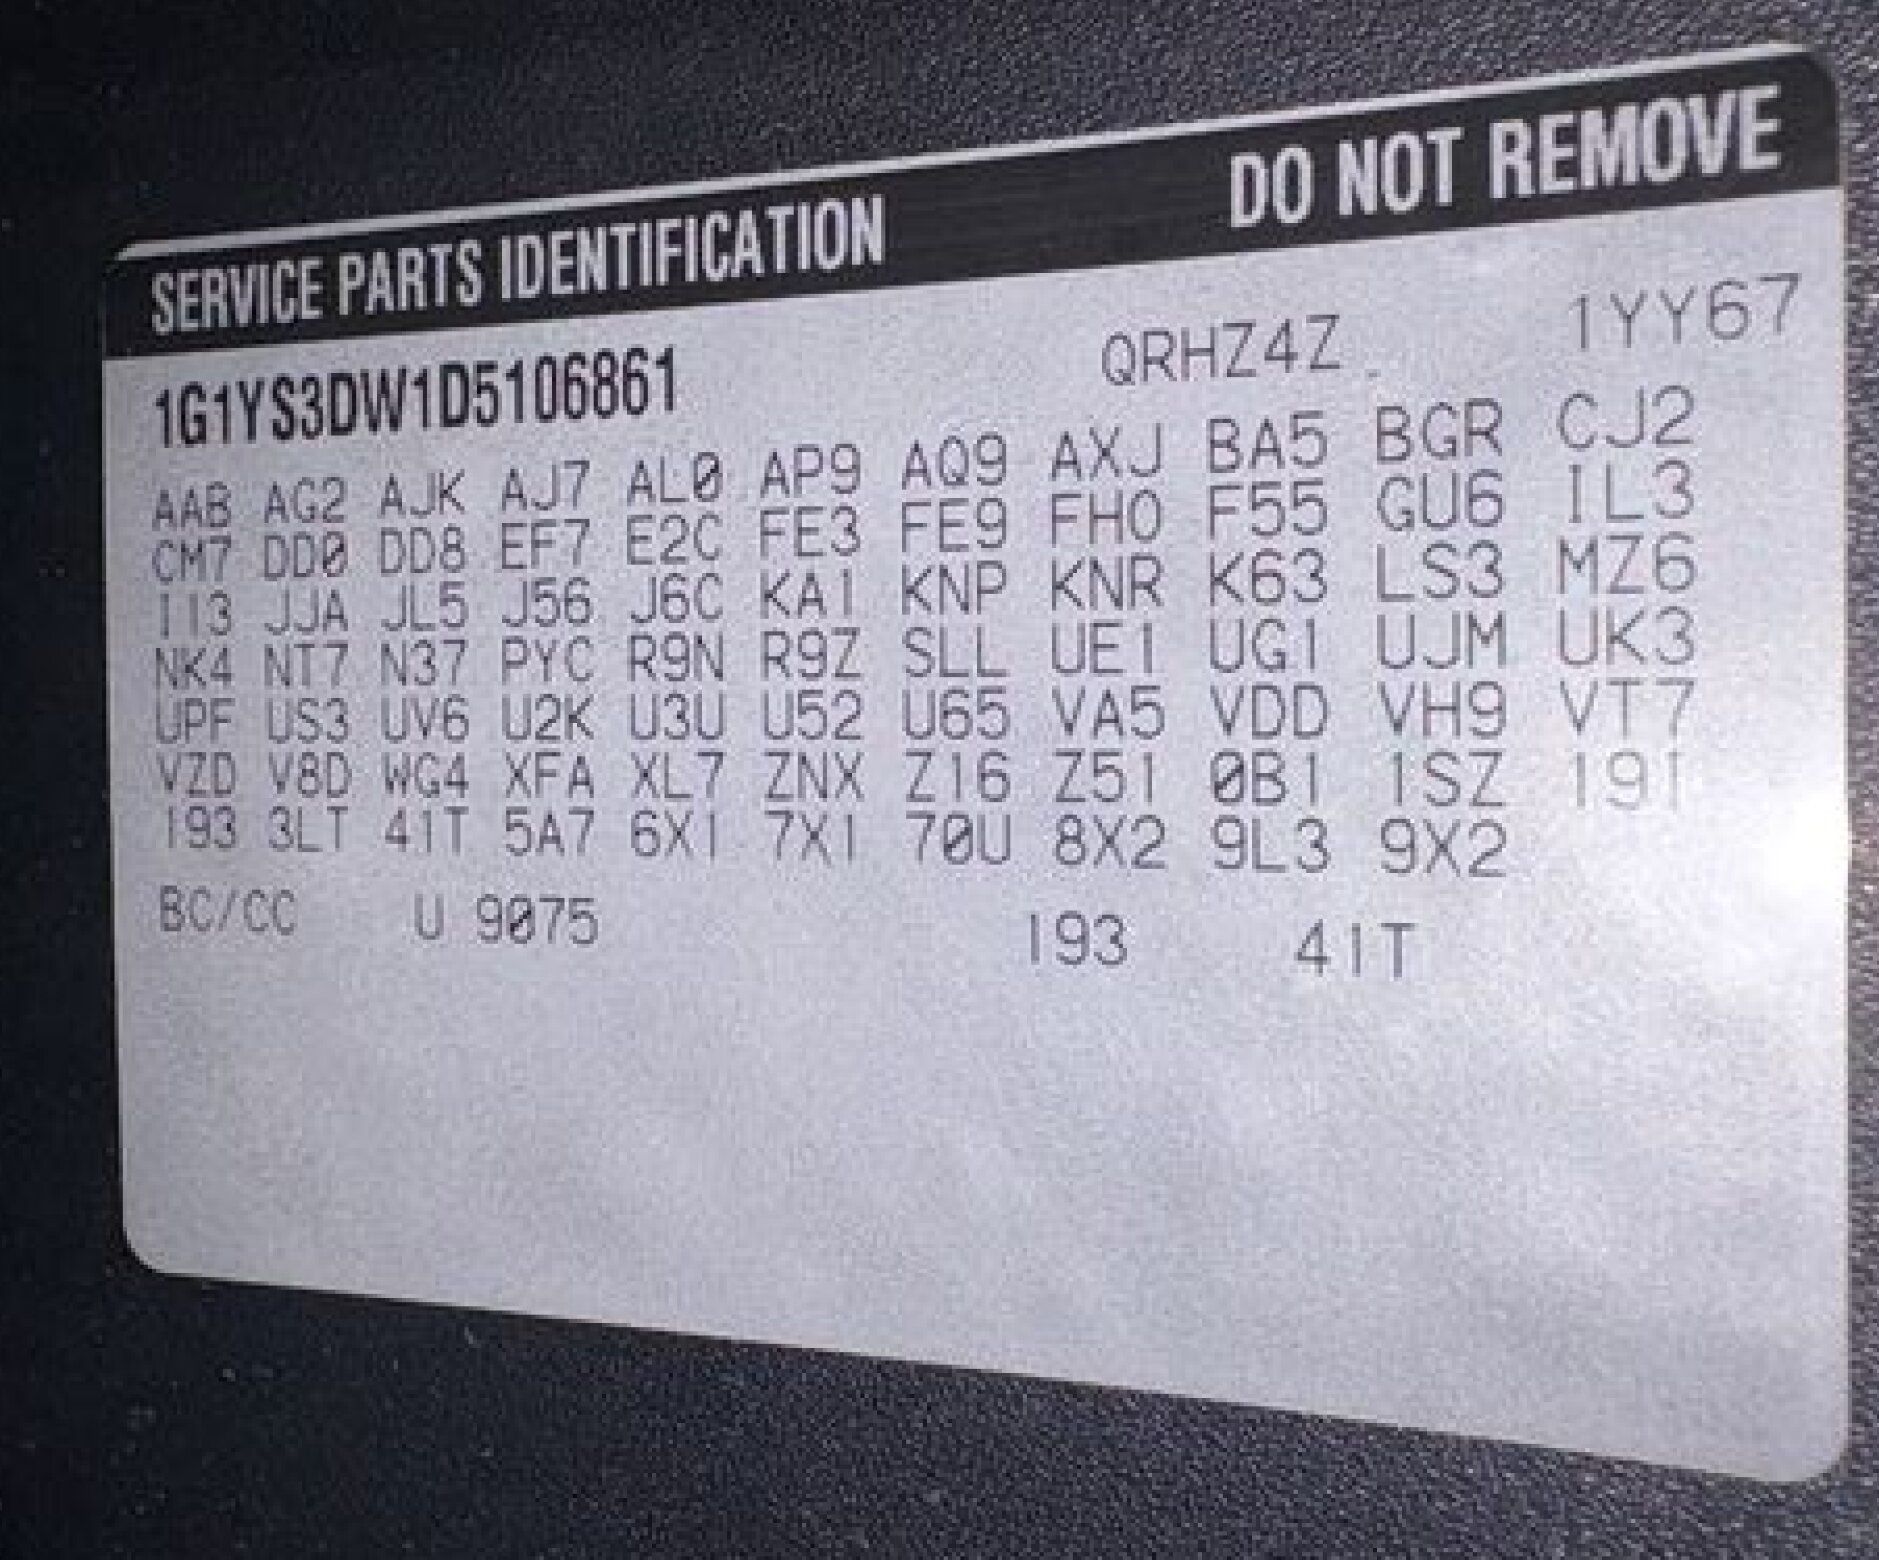 SERVICE PARTS IDENTIFICATION DO NOT REMOVE
1G1YS3DW1D5106861 QRHZ4Z 1YY67
AAB AG2 AJK AJ7 AL0 AP9 AQ9 AXJ BA5 BGR CJ2
CM7 DD0 DD8 EF7 E2C FE3 FE9 FHO F55 GU6 IL3
I13 JJA JL5 J56 J6C KA1 KNP KNR K63 LS3 MZ6
NK4 NT7 N37 PYC R9N R9Z SLL UE1 UG1 UJM UK3
UPF US3 UV6 U2K U3U U52 U65 VA5 VDD VH9 VT7
VZD V8D WG4 XFA XL7 ZNX Z16 Z51 0B1 1SZ 19I
193 3LT 41T 5A7 6X1 7X1 70U 8X2 9L3 9X2
BC/CC U 9075 193 41T